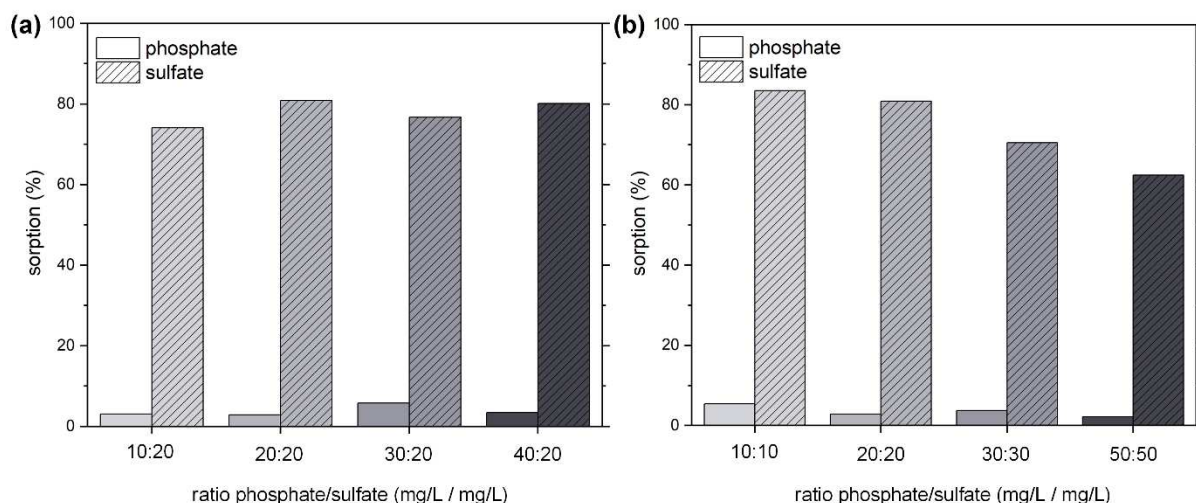 (a)
phosphate
sulfate
100
80
60
40
20
0
sorption (%)
10:20 20:20 30:20 40:20
ratio phosphate/sulfate (mg/L / mg/L)
(b)
phosphate
sulfate
100
80
60
40
20
0
sorption (%)
10:10 20:20 30:30 50:50
ratio phosphate/sulfate (mg/L / mg/L)